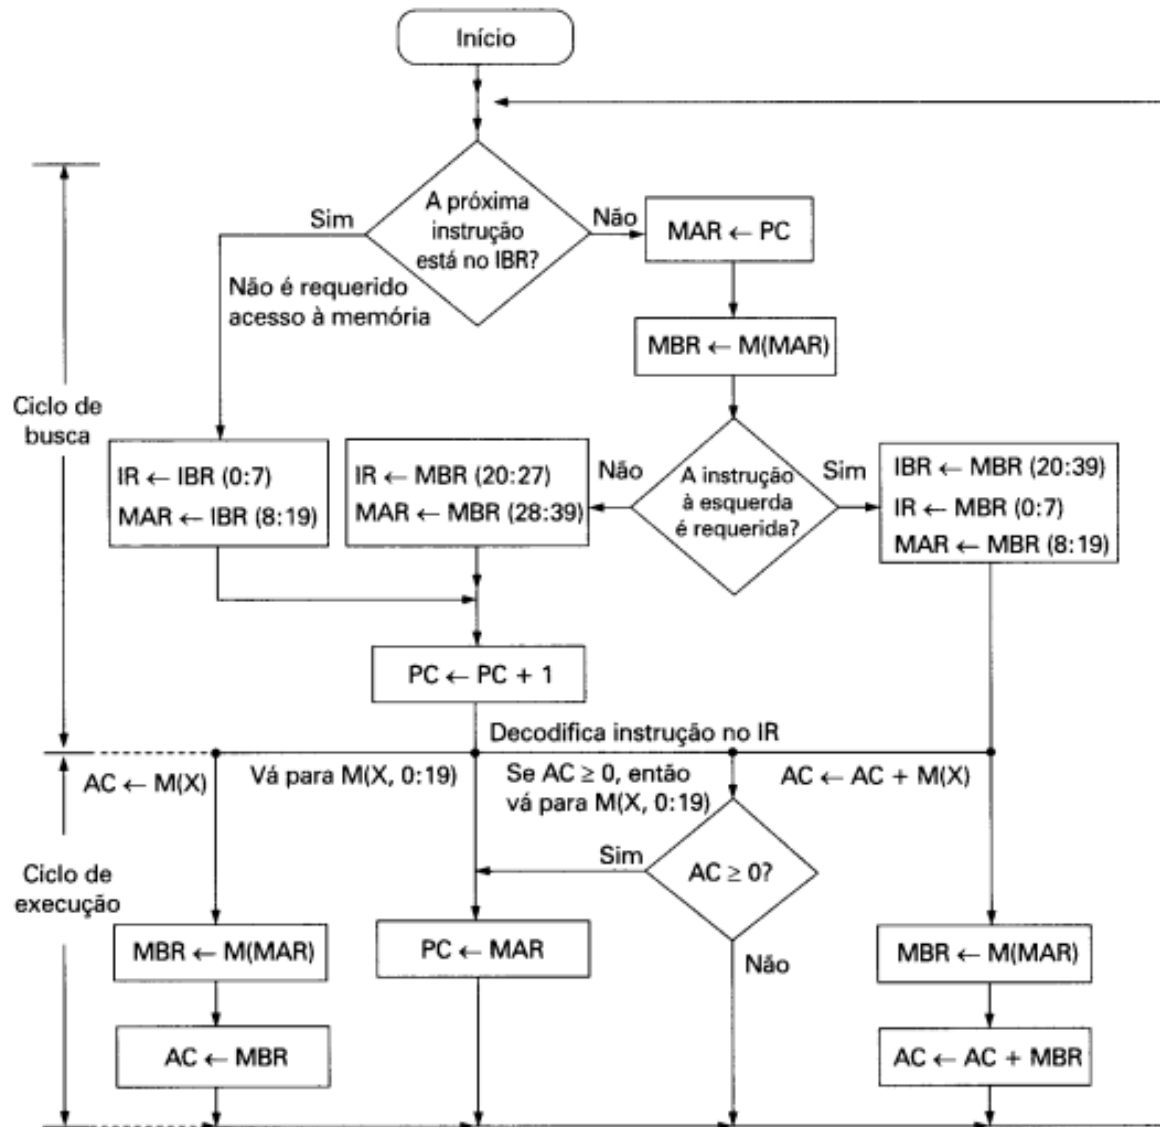 Início
A próxima
instrução
está no IBR?
Sim
Não
MAR ← PC
Não é requerido
acesso à memória
MBR ← M(MAR)
Ciclo de
busca
IR ← IBR (0:7)
MAR ← IBR (8:19)
IR ← MBR (20:27)
MAR ← MBR (28:39)
Não
A instrução
à esquerda
é requerida?
Sim
IBR ← MBR (20:39)
IR ← MBR (0:7)
MAR ← MBR (8:19)
PC ← PC + 1
Decodifica instrução no IR
AC ← M(X)
Vá para M(X, 0:19)
Se AC ≥ 0, então
vá para M(X, 0:19)
AC ← AC + M(X)
Ciclo de
execução
Sim
AC ≥ 0?
Não
MBR ← M(MAR)
PC ← MAR
MBR ← M(MAR)
AC ← MBR
AC ← AC + MBR